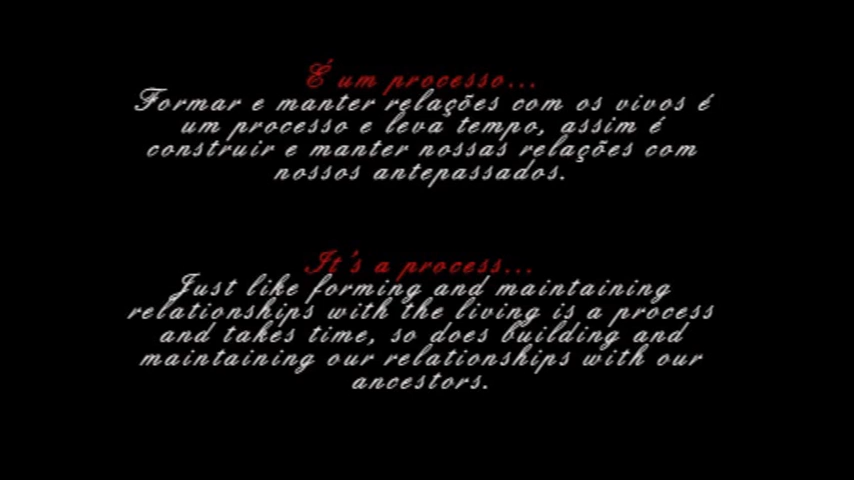 É um processo...
Formar e manter relações com os vivos é
um processo e leva tempo, assim é
construir e manter nossas relações com
nossos antepassados.
It's a process...
Just like forming and maintaining
relationships with the living is a process
and takes time, so does building and
maintaining our relationships with our
ancestors.